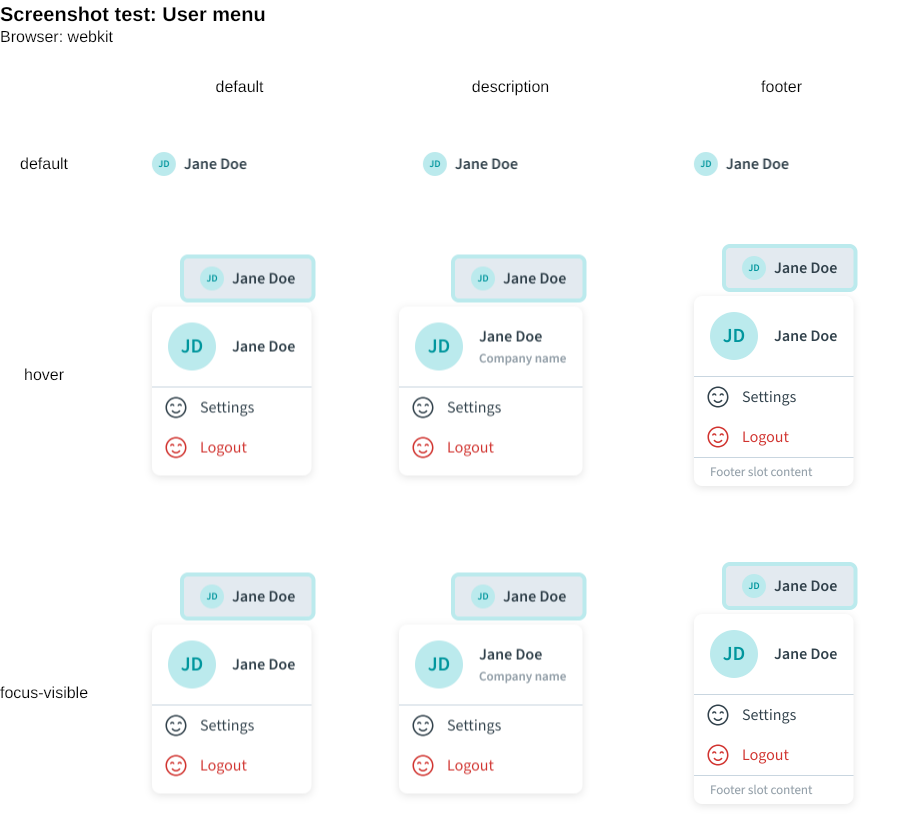 Screenshot test: User menu
Browser: webkit
default description footer
default JD Jane Doe JD Jane Doe JD Jane Doe
JD Jane Doe JD Jane Doe JD Jane Doe
hover
JD Jane Doe
Settings
Logout
JD Jane Doe
Company name
Settings
Logout
JD Jane Doe
Settings
Logout
Footer slot content
JD Jane Doe JD Jane Doe JD Jane Doe
focus-visible
JD Jane Doe
Settings
Logout
JD Jane Doe
Company name
Settings
Logout
JD Jane Doe
Settings
Logout
Footer slot content